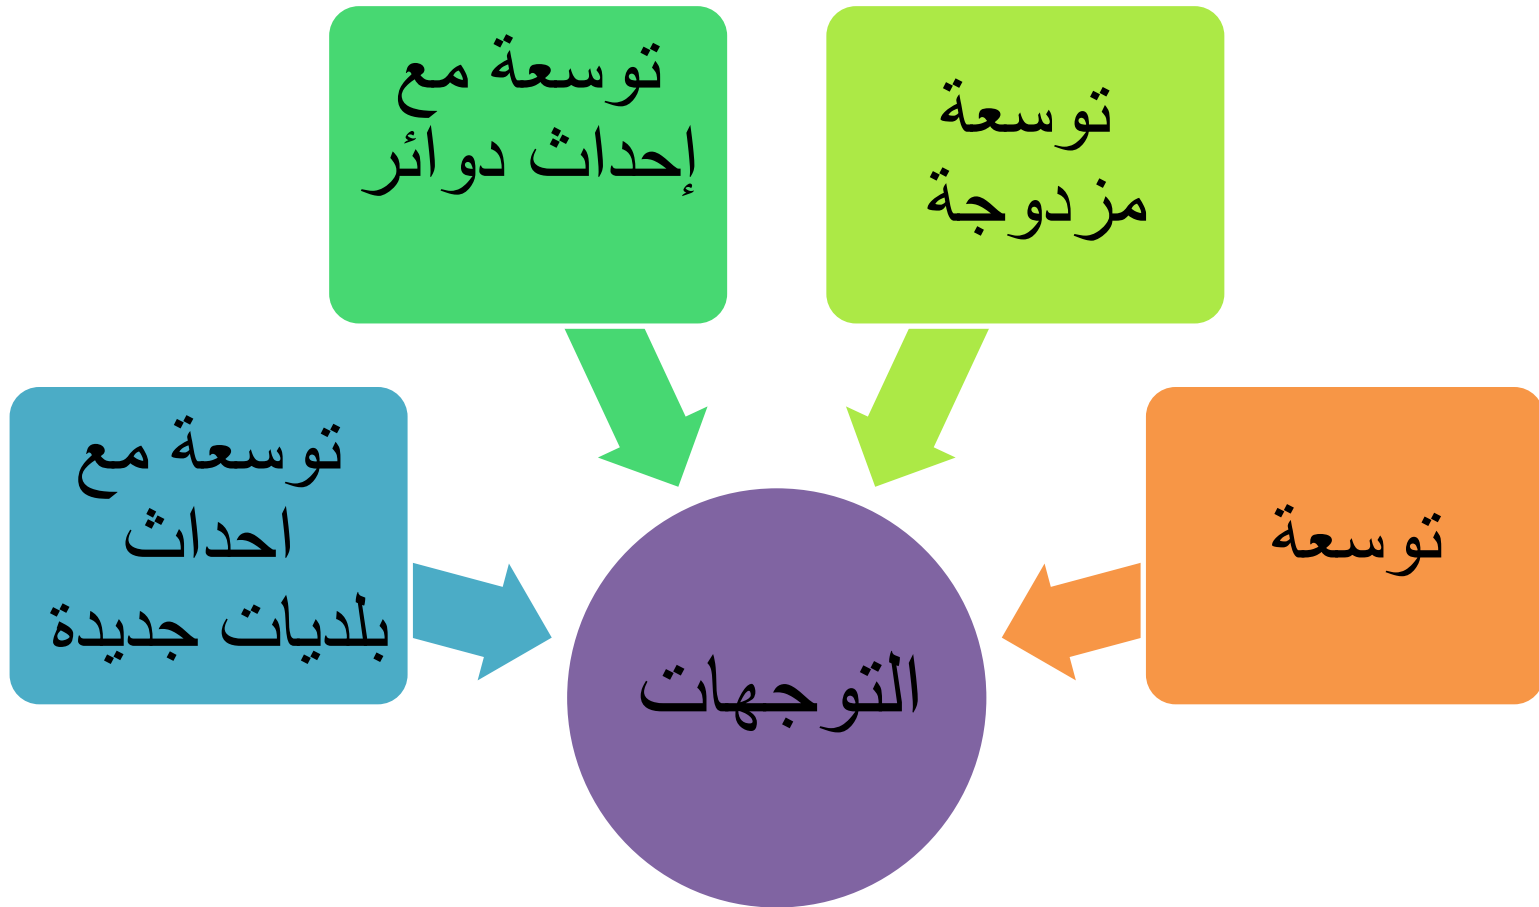 توسعة
توسعة
مزدوجة
توسعة مع
إحداث دوائر
توسعة مع
احداث
بلديات جديدة
التوجهات